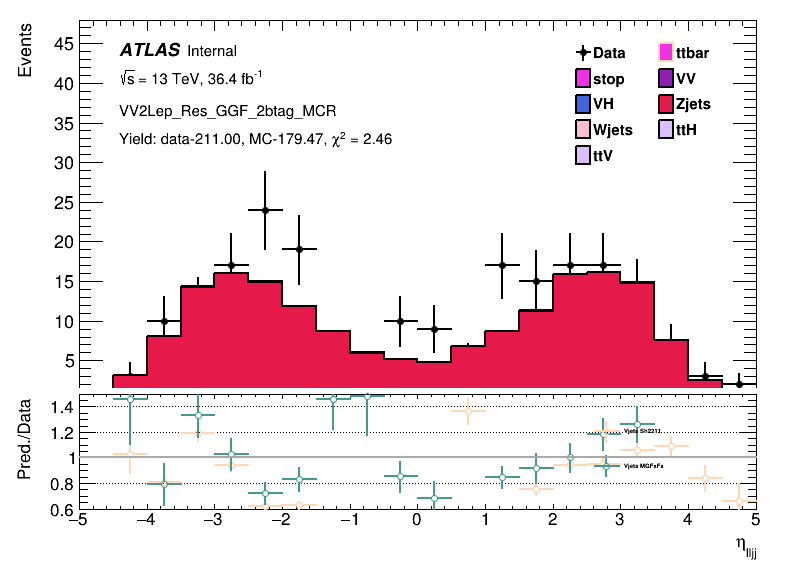 Events
45
40
35
30
25
20
15
10
5
ATLAS Internal
√s = 13 TeV, 36.4 fb⁻¹
VV2Lep_Res_GGF_2btag_MCR
Yield: data-211.00, MC-179.47, χ² = 2.46
Data ttbar
stop VV
VH Zjets
Wjets ttH
ttV
Pred./Data
1.4
1.2
1
0.8
0.6
Vjets Sh2211
Vjets MGFxFx
−5 −4 −3 −2 −1 0 1 2 3 4 5
η lljj